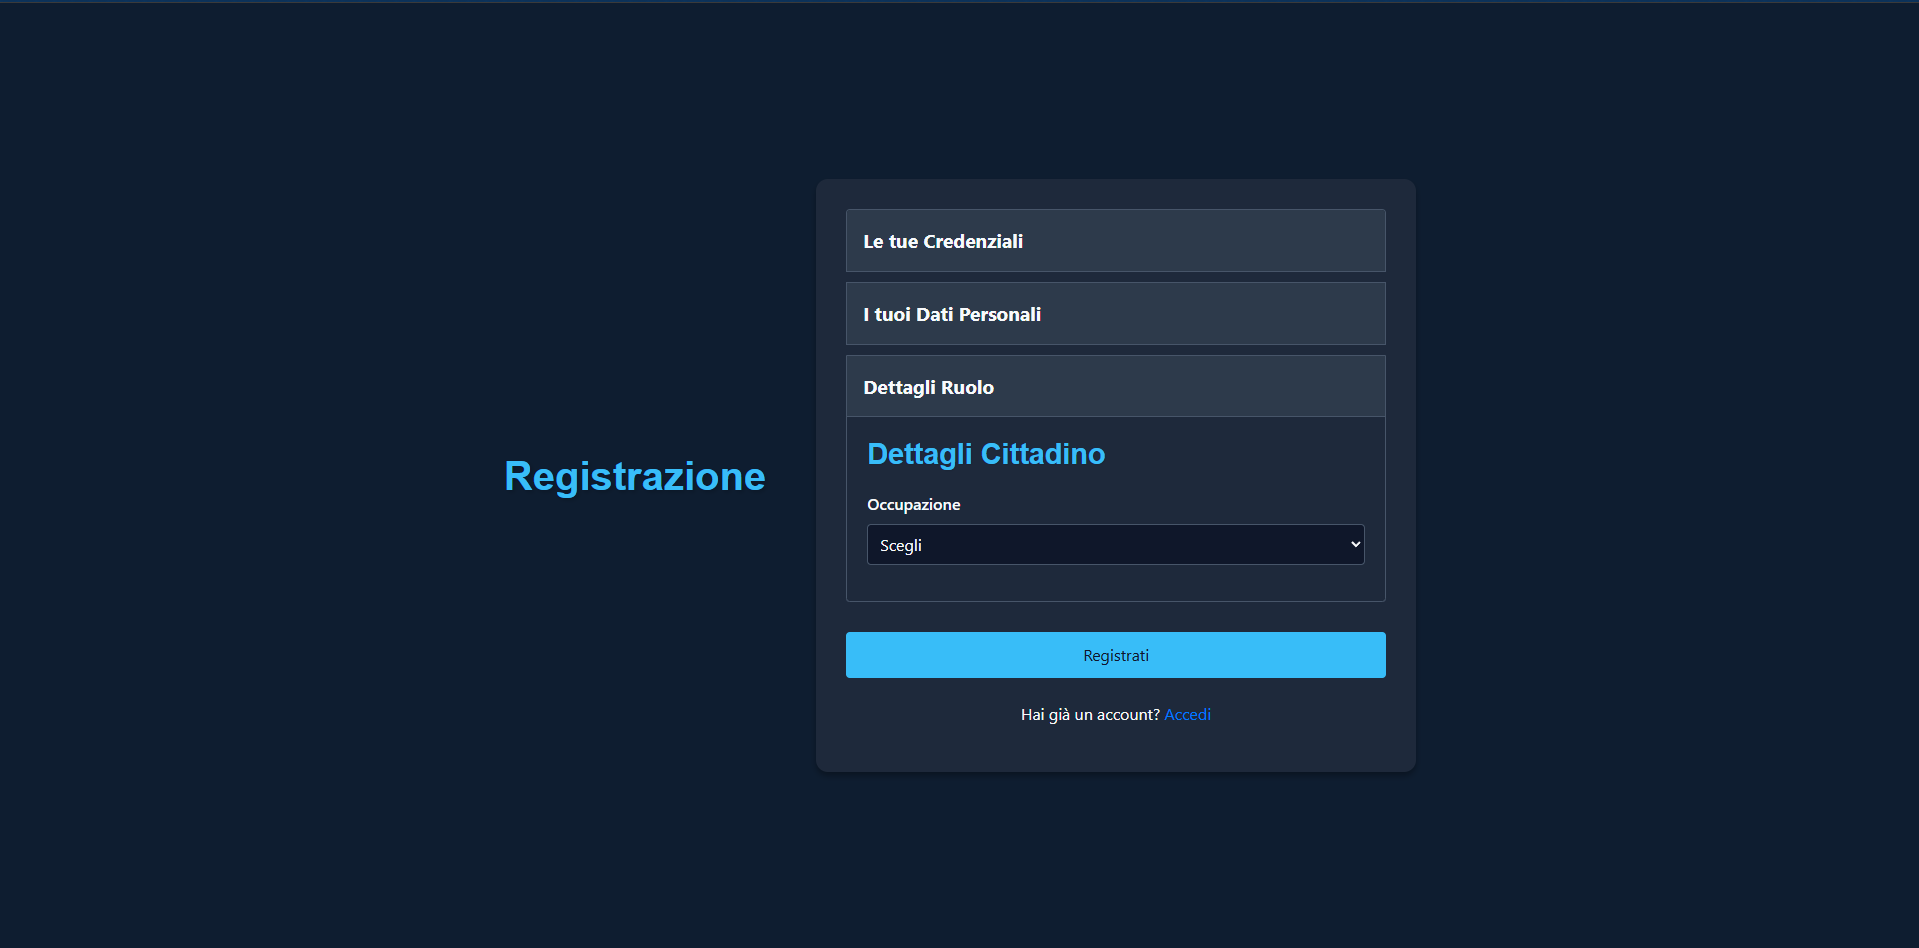 Registrazione
Le tue Credenziali
I tuoi Dati Personali
Dettagli Ruolo
Dettagli Cittadino
Occupazione
Scegli
Registrati
Hai già un account? Accedi